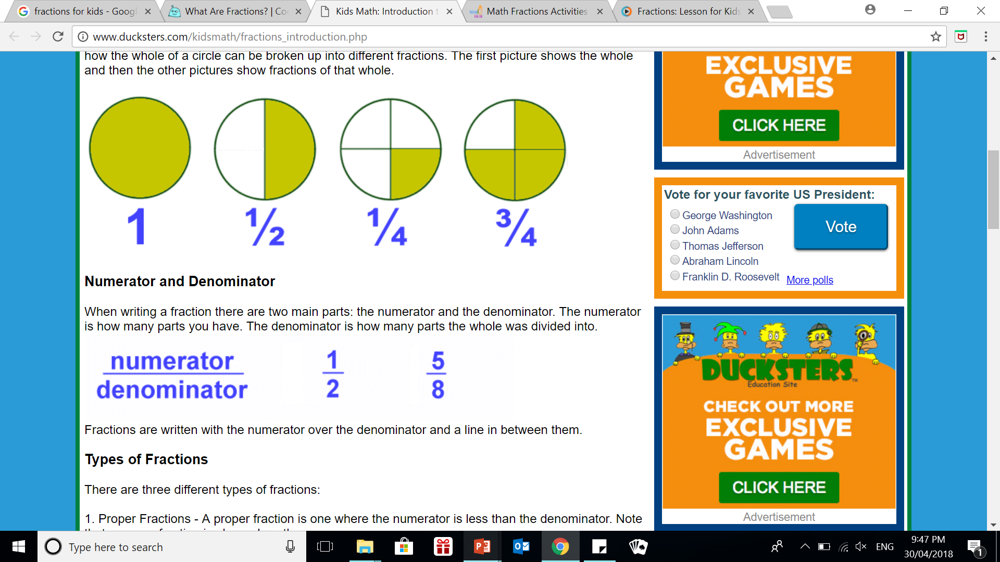 fractions for kids - Googl
What Are Fractions? | Co
Kids Math: Introduction t
Math Fractions Activities
Fractions: Lesson for Kids
www.ducksters.com/kidsmath/fractions_introduction.php
how the whole of a circle can be broken up into different fractions. The first picture shows the whole
and then the other pictures show fractions of that whole.
1 ½ ¼ ¾
Numerator and Denominator
When writing a fraction there are two main parts: the numerator and the denominator. The numerator
is how many parts you have. The denominator is how many parts the whole was divided into.
numerator 1 5
denominator 2 8
Fractions are written with the numerator over the denominator and a line in between them.
Types of Fractions
There are three different types of fractions:
1. Proper Fractions - A proper fraction is one where the numerator is less than the denominator. Note
EXCLUSIVE
GAMES
CLICK HERE
Advertisement
Vote for your favorite US President:
George Washington
John Adams
Thomas Jefferson
Abraham Lincoln
Franklin D. Roosevelt
Vote
More polls
DUCKSTERS TM
Education Site
CHECK OUT MORE
EXCLUSIVE
GAMES
CLICK HERE
Advertisement
Type here to search
ENG
9:47 PM
30/04/2018
1